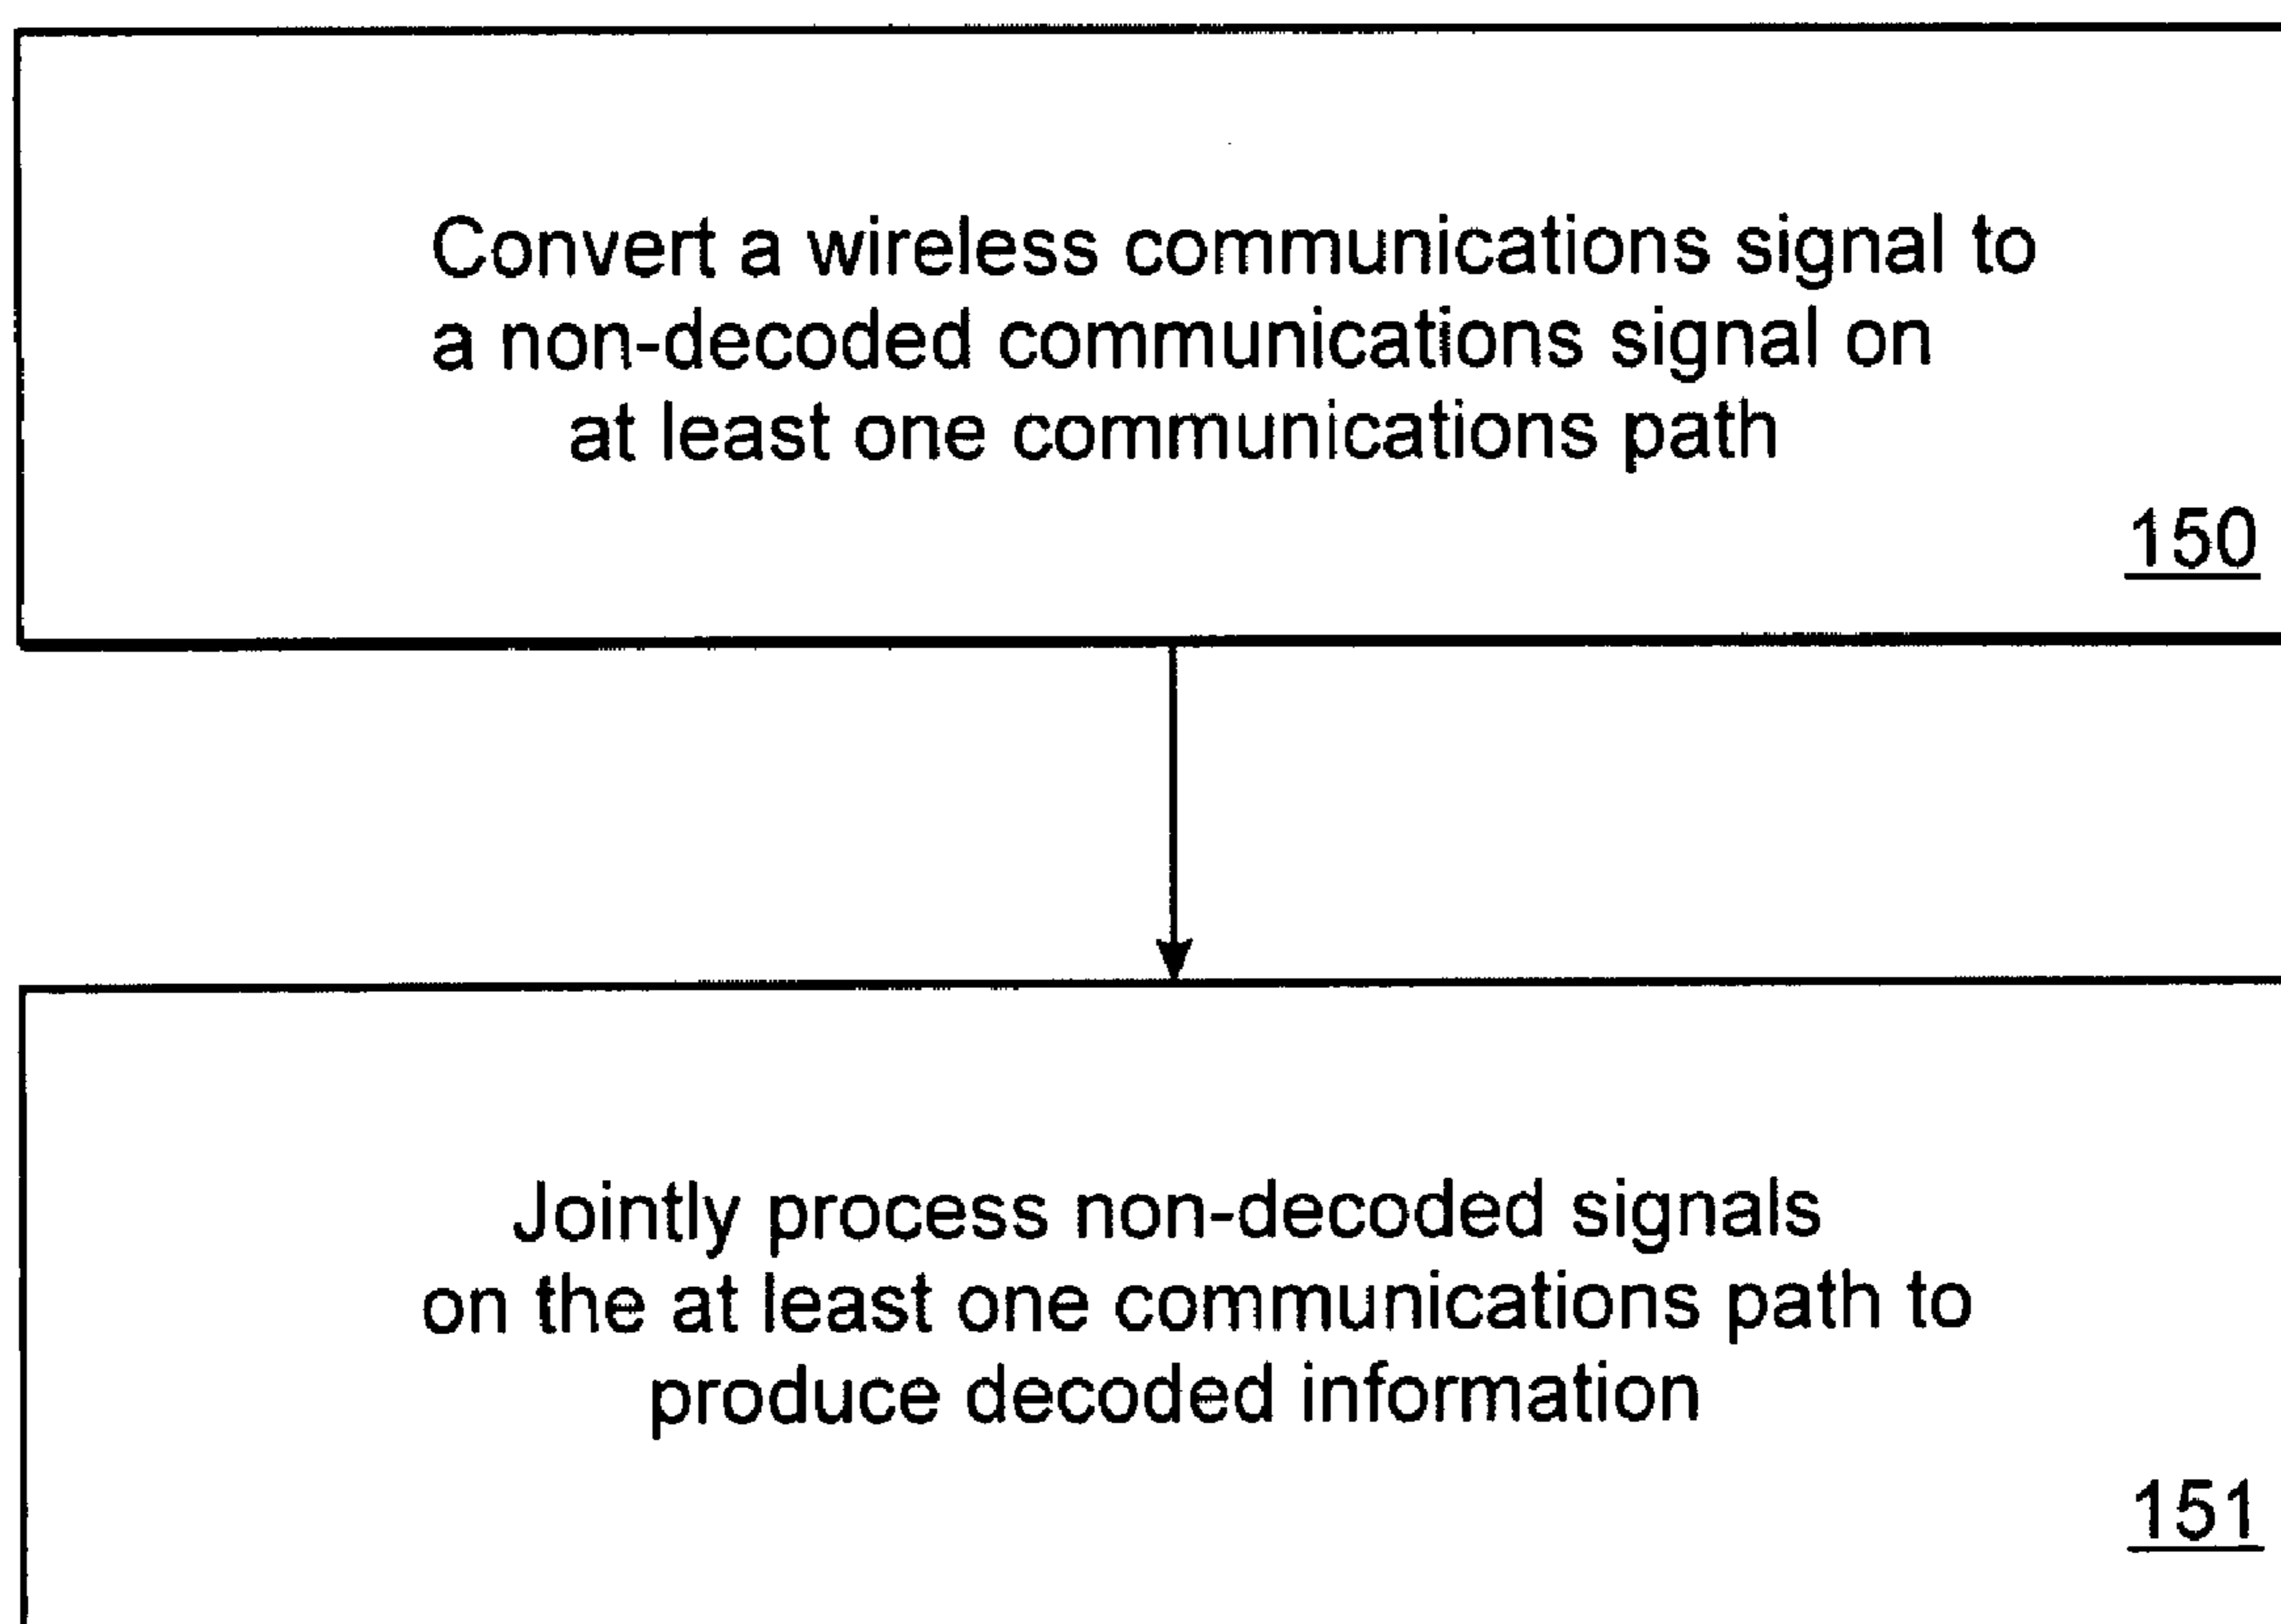 Convert a wireless communications signal to
a non-decoded communications signal on
at least one communications path
150
Jointly process non-decoded signals
on the at least one communications path to
produce decoded information
151